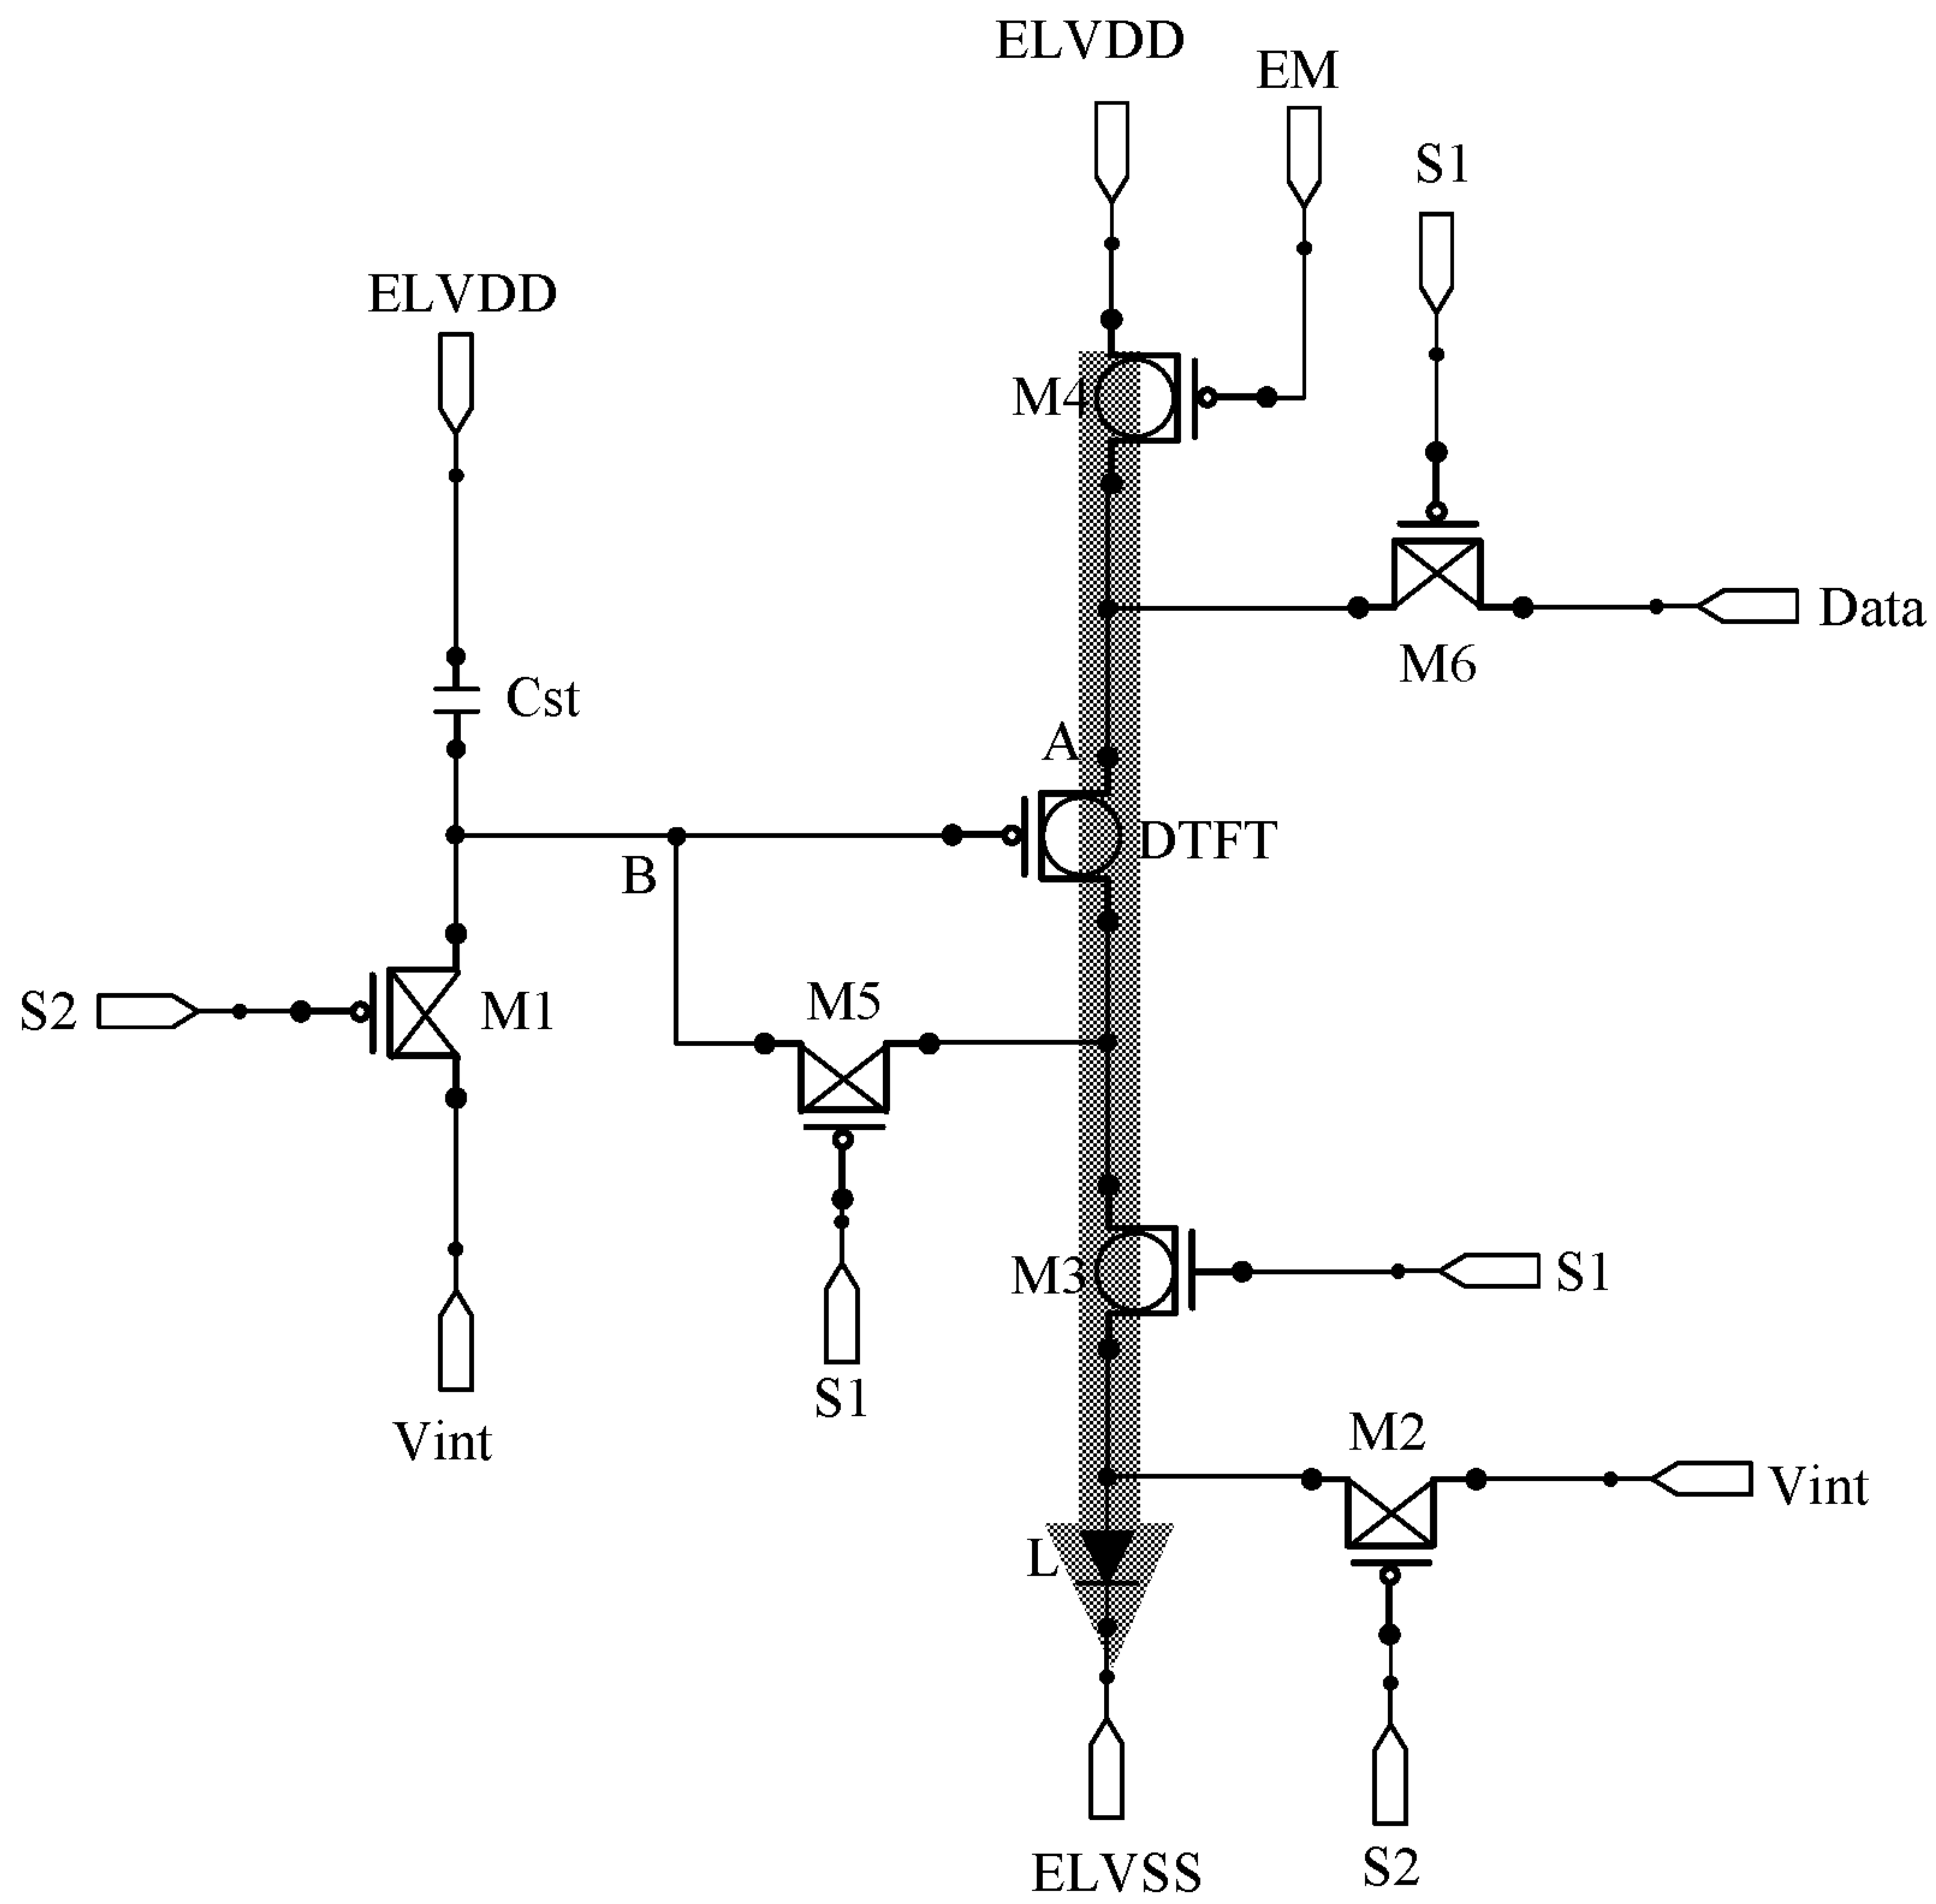 ELVDD
EM
S1
ELVDD
M4
Data
M6
Cst
A
DTFT
B
M5
S2
M1
M3
S1
S1
M2
Vint
Vint
L
ELVSS
S2